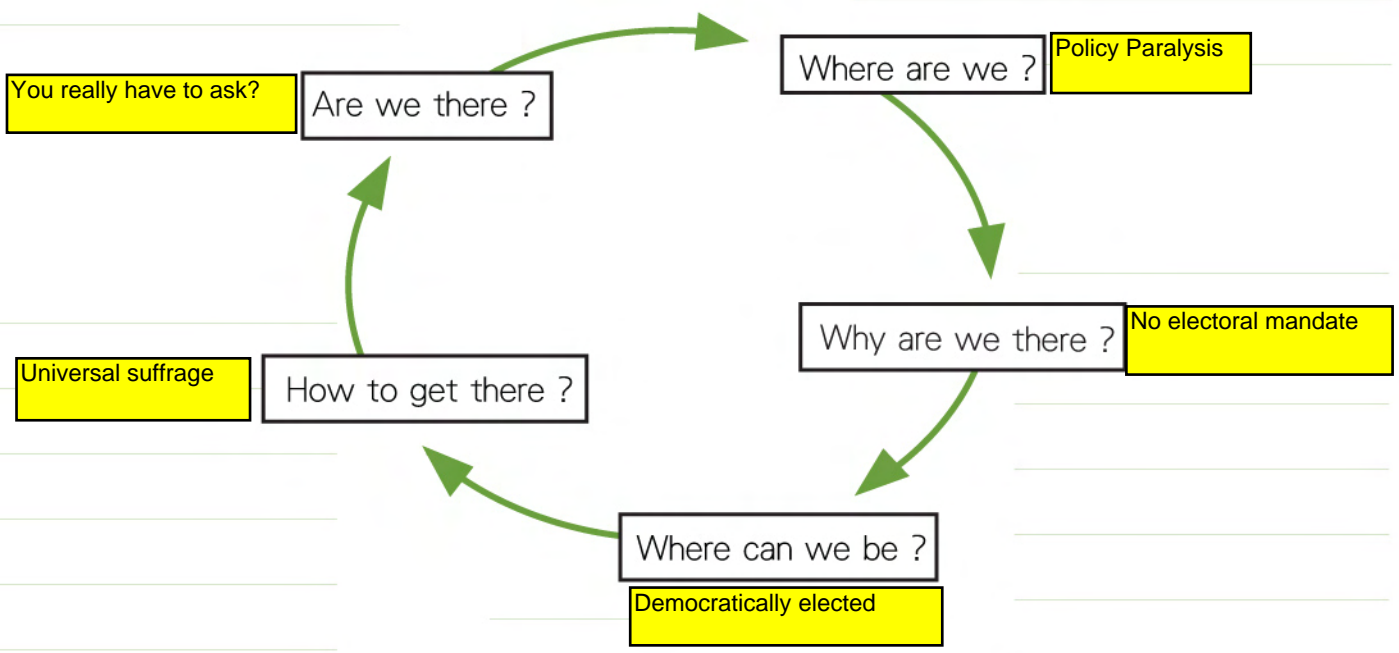 Where are we ?
Policy Paralysis
You really have to ask?
Are we there ?
Why are we there ?
No electoral mandate
Universal suffrage
How to get there ?
Where can we be ?
Democratically elected